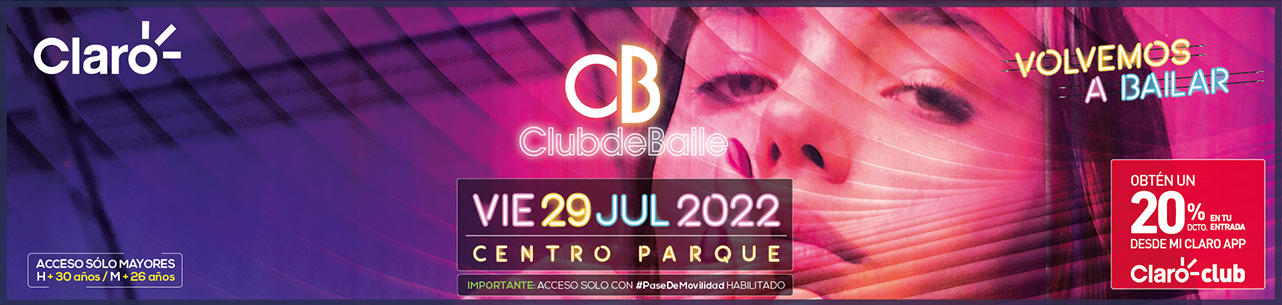 Claro
CB
ClubdeBaile
VOLVEMOS
A BAILAR
VIE 29 JUL 2022
CENTRO PARQUE
IMPORTANTE: ACCESO SOLO CON #PaseDeMovilidad HABILITADO
ACCESO SÓLO MAYORES
H + 30 años / M + 26 años
OBTÉN UN
20% DCTO. EN TU ENTRADA
DESDE MI CLARO APP
Claro-club